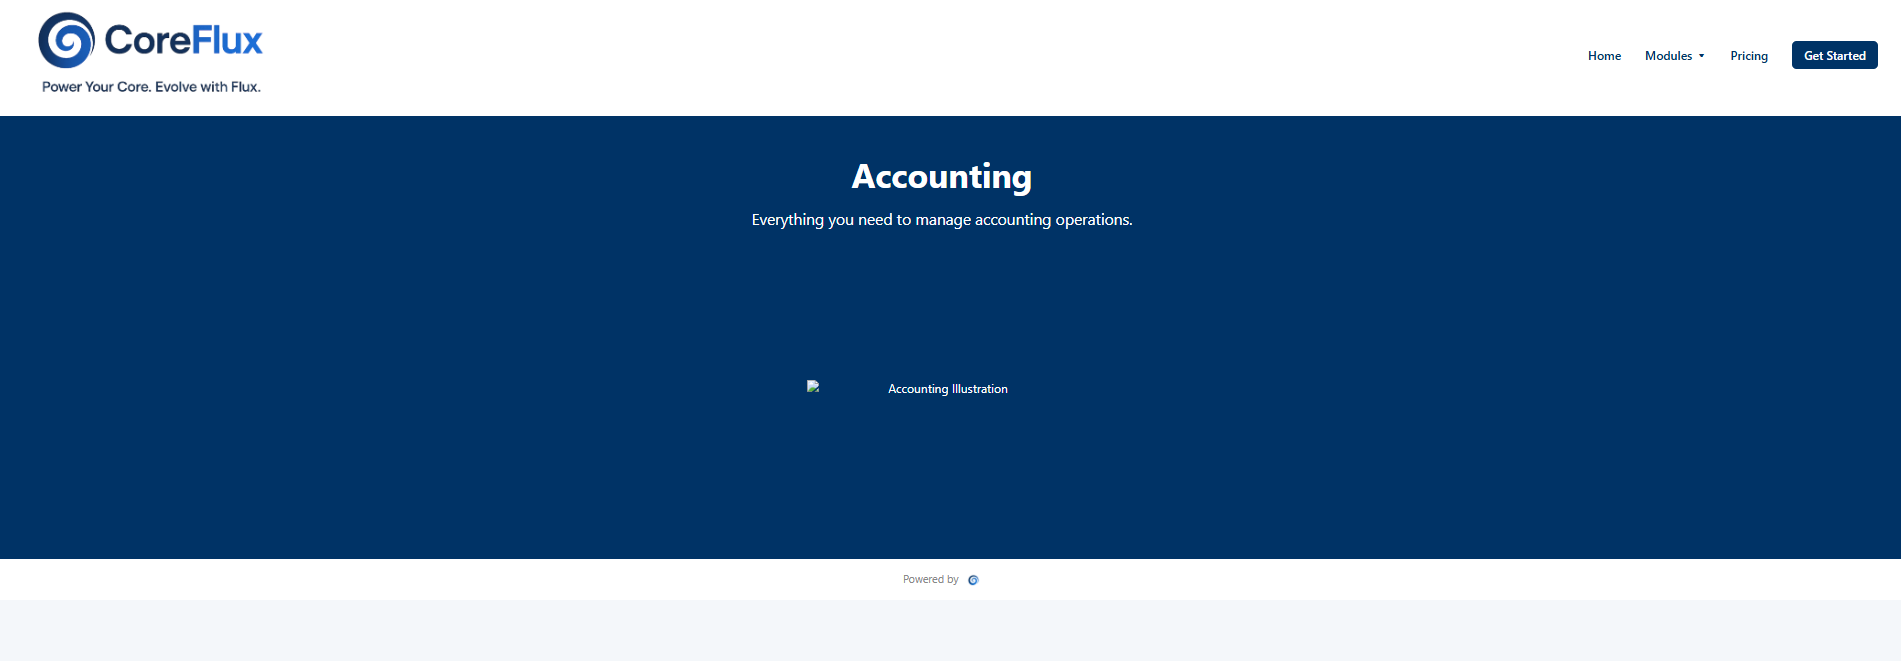 CoreFlux
Power Your Core. Evolve with Flux.
Home Modules Pricing Get Started
Accounting
Everything you need to manage accounting operations.
Accounting Illustration
Powered by